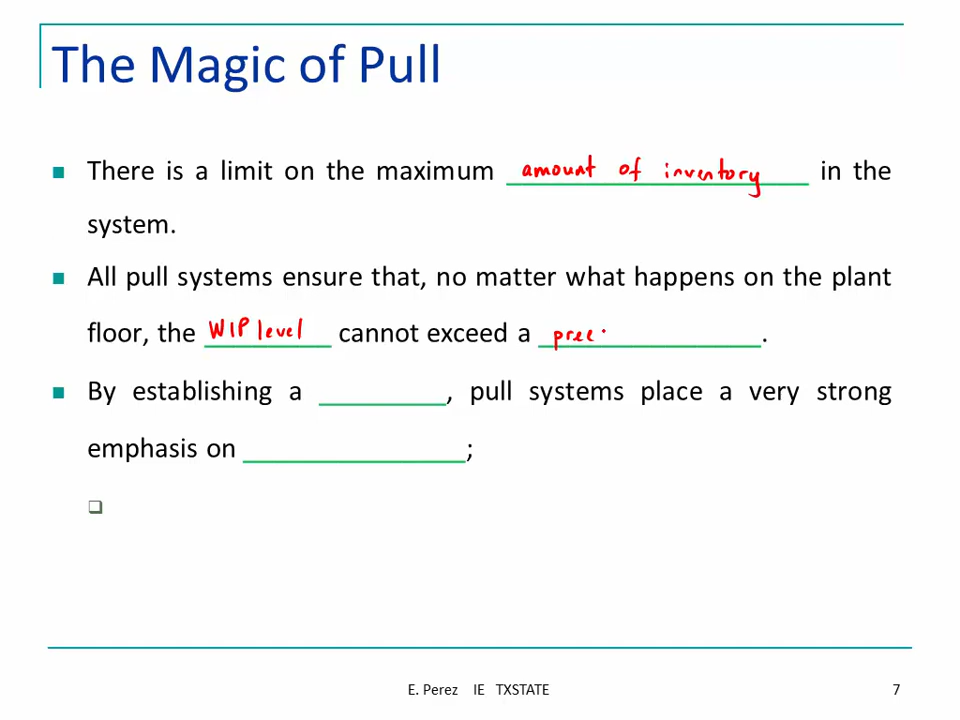 The Magic of Pull
There is a limit on the maximum amount of inventory in the
system.
All pull systems ensure that, no matter what happens on the plant
floor, the WIP level cannot exceed a pree .
By establishing a _________, pull systems place a very strong
emphasis on ________________;
E. Perez IE TXSTATE 7